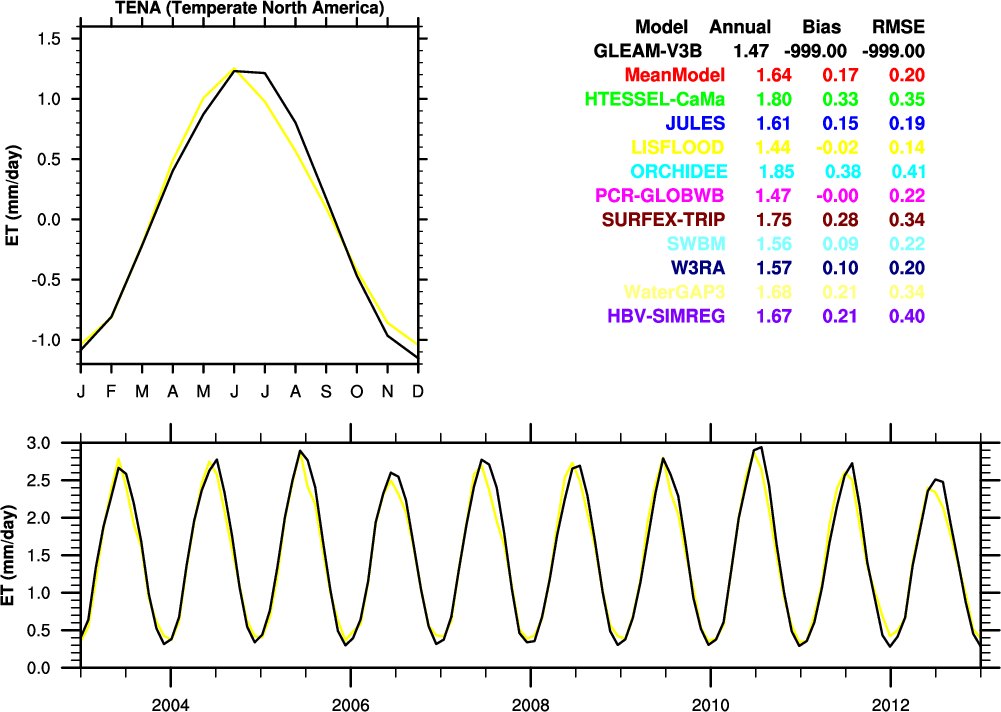 TENA (Temperate North America)
1.5
1.0
0.5
0.0
-0.5
-1.0
ET (mm/day)
J F M A M J J A S O N D
Model Annual Bias RMSE
GLEAM-V3B 1.47 -999.00 -999.00
MeanModel 1.64 0.17 0.20
HTESSEL-CaMa 1.80 0.33 0.35
JULES 1.61 0.15 0.19
LISFLOOD 1.44 -0.02 0.14
ORCHIDEE 1.85 0.38 0.41
PCR-GLOBWB 1.47 -0.00 0.22
SURFEX-TRIP 1.75 0.28 0.34
SWBM 1.56 0.09 0.22
W3RA 1.57 0.10 0.20
WaterGAP3 1.68 0.21 0.34
HBV-SIMREG 1.67 0.21 0.40
3.0
2.5
2.0
1.5
1.0
0.5
0.0
ET (mm/day)
2004 2006 2008 2010 2012